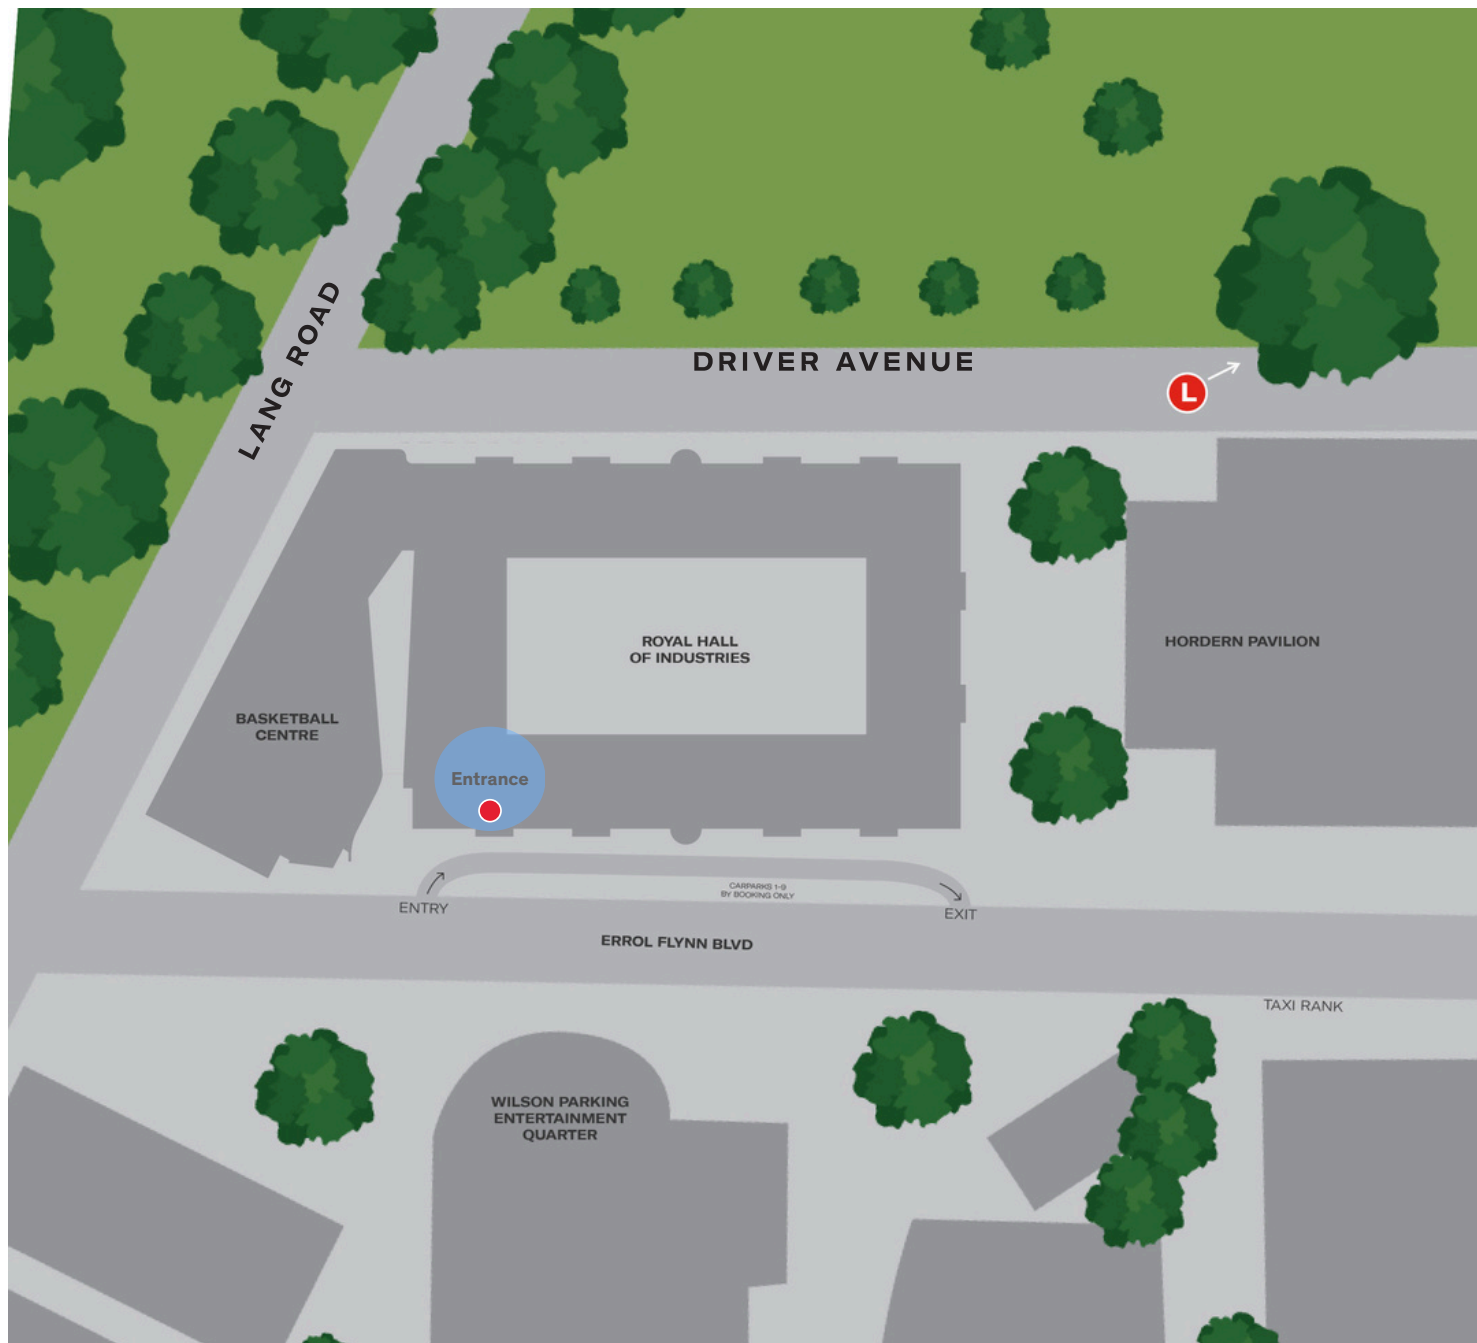 LANG ROAD
DRIVER AVENUE
L
ROYAL HALL
OF INDUSTRIES
HORDERN PAVILION
BASKETBALL
CENTRE
Entrance
CARPARKS 1-9
BY BOOKING ONLY
ENTRY
EXIT
ERROL FLYNN BLVD
TAXI RANK
WILSON PARKING
ENTERTAINMENT
QUARTER